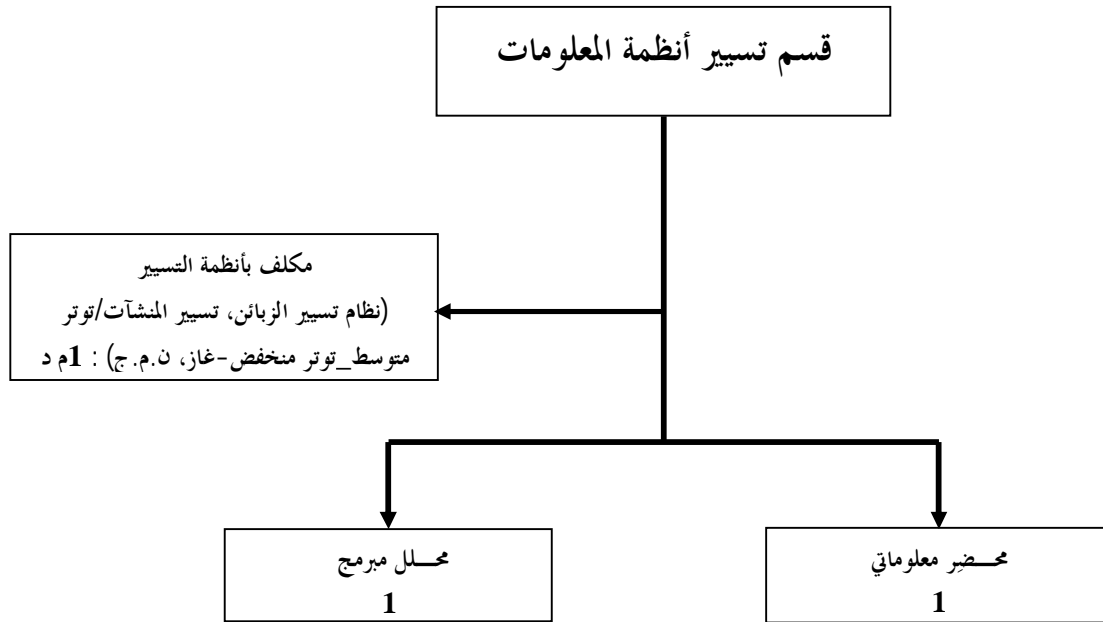 قسم تسيير أنظمة المعلومات
مكلف بأنظمة التسيير
(نظام تسيير الزبائن، تسيير المنشآت/توتر
متوسط_توتر منخفض-غاز، ن.م.ج) : 1م د
محـــضِر معلوماتي
1
محـــلل مبرمج
1